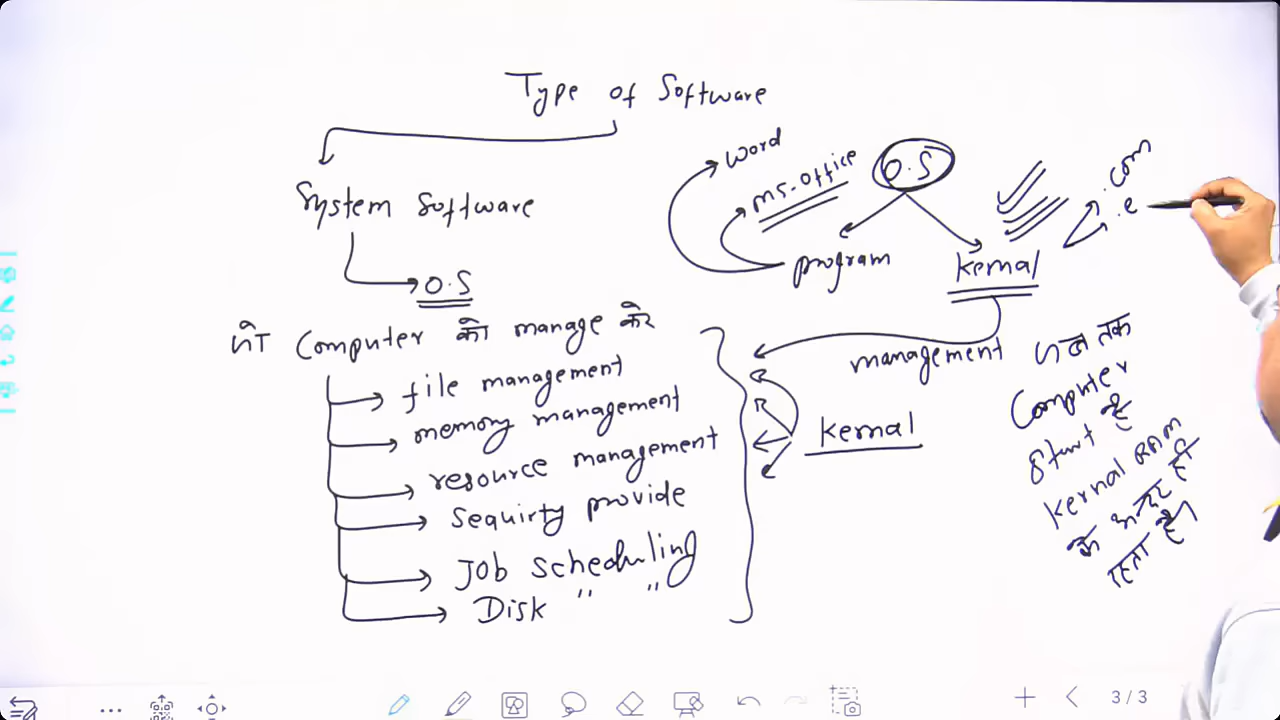 Type of Software
System Software
O.S
जो Computer को manage करे
file management
memory management
resource management
Sequirty provide
Job scheduling
Disk " "
O.S
program
word
MS-Office
kernal
.com
.e
management
kernal
जब तक
Computer
Start है
kernal RAM
के अन्दर ही
रहता है।
3 / 3